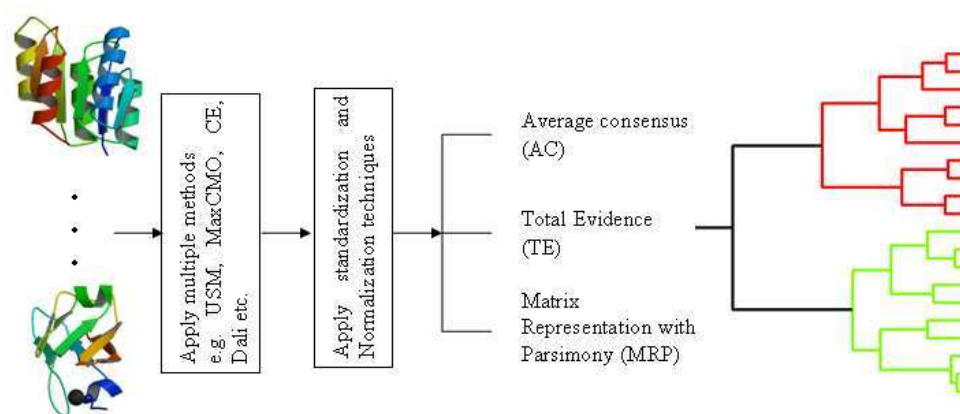 Apply multiple methods
e.g. USM, MaxCMO, CE,
Dali etc.
Apply standardization and
Normalization techniques
Average consensus
(AC)
Total Evidence
(TE)
Matrix
Representation with
Parsimony (MRP)